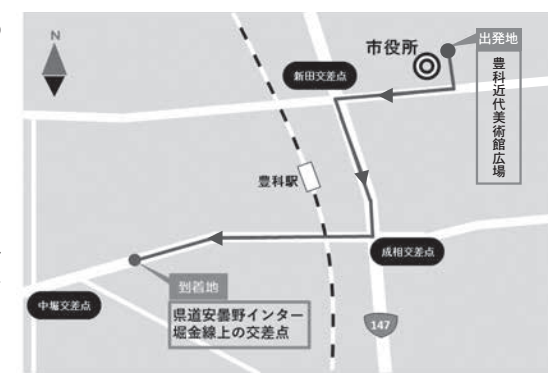 N
市役所
出発地
豊科近代美術館広場
新田交差点
豊科駅
成相交差点
到着地
県道安曇野インター
堀金線上の交差点
中堀交差点
147